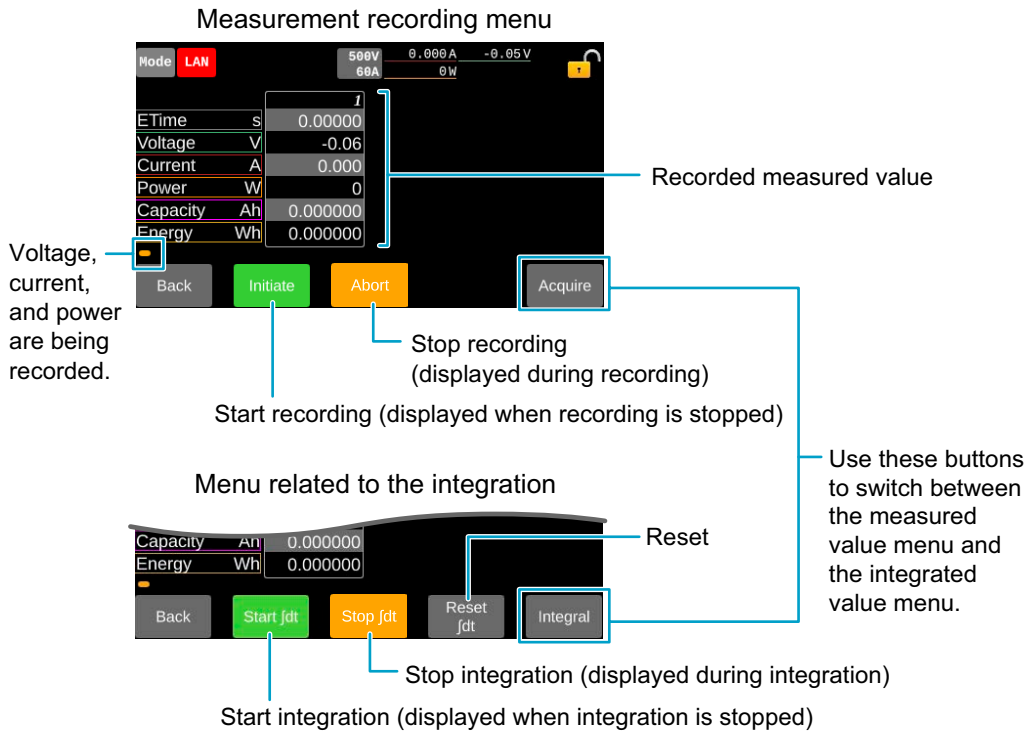 Measurement recording menu
Mode LAN 500V 0.000A -0.05V
60A 0W
1
ETime s 0.00000
Voltage V -0.06
Current A 0.000
Power W 0
Capacity Ah 0.000000
Energy Wh 0.000000
Recorded measured value
Voltage,
current,
and power
are being
recorded.
Back Initiate Abort Acquire
Stop recording
(displayed during recording)
Start recording (displayed when recording is stopped)
Use these buttons
to switch between
the measured
value menu and
the integrated
value menu.
Menu related to the integration
Capacity Ah 0.000000
Energy Wh 0.000000
Reset
Back Start ∫dt Stop ∫dt Reset
∫dt Integral
Stop integration (displayed during integration)
Start integration (displayed when integration is stopped)